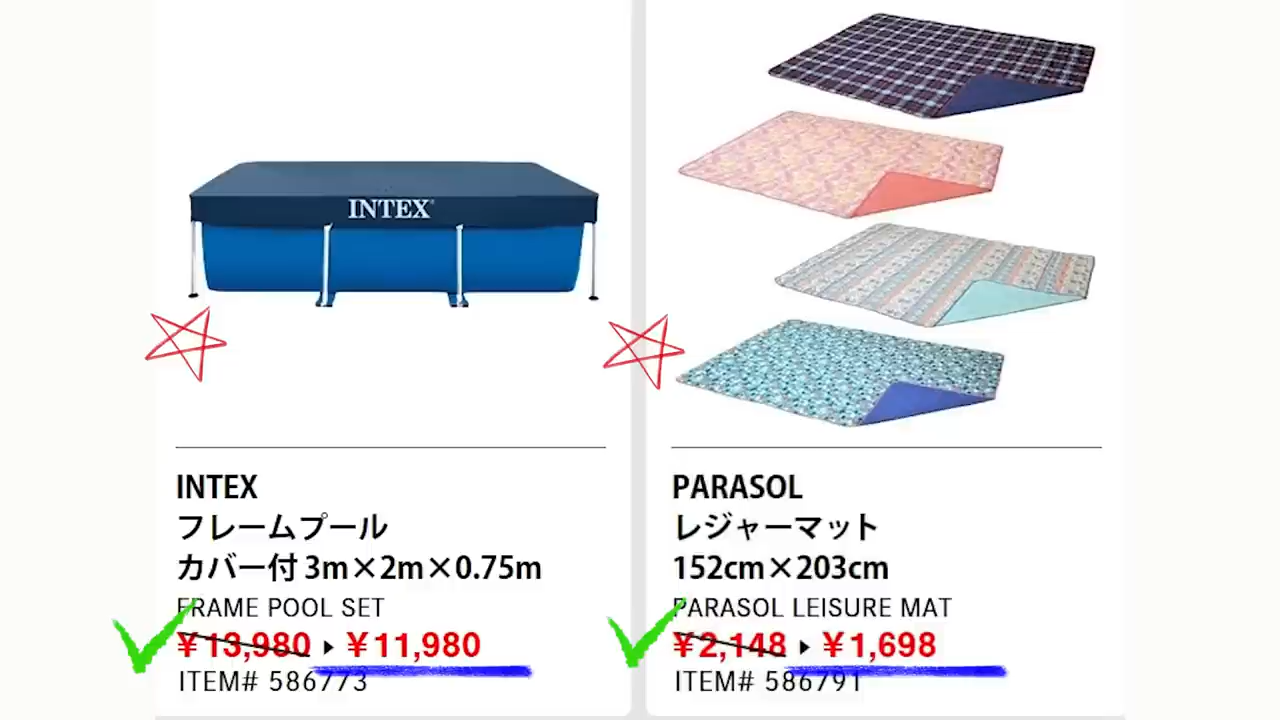 INTEX
INTEX
フレームプール
カバー付 3m×2m×0.75m
FRAME POOL SET
¥13,980 ▶ ¥11,980
ITEM# 586773
PARASOL
レジャーマット
152cm×203cm
PARASOL LEISURE MAT
¥2,148 ▶ ¥1,698
ITEM# 586791